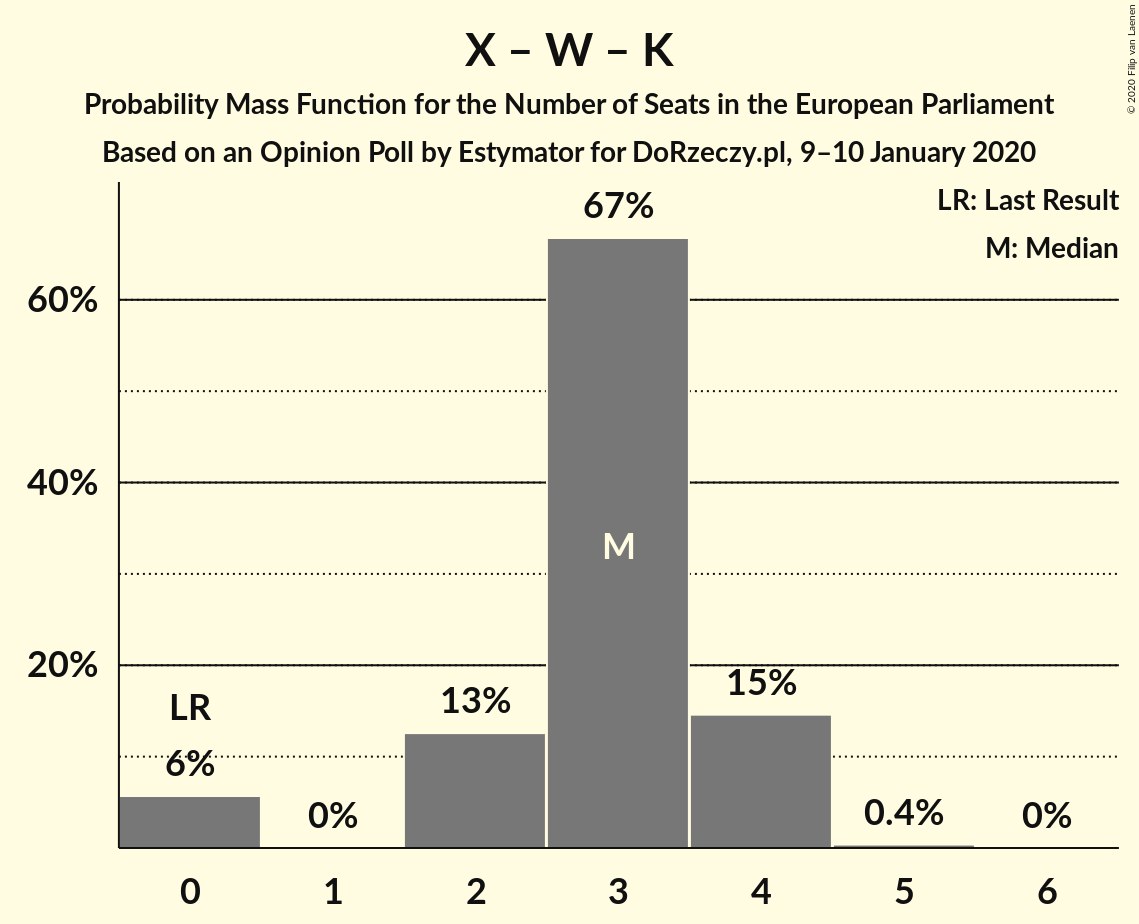 X – W – K
Probability Mass Function for the Number of Seats in the European Parliament
Based on an Opinion Poll by Estymator for DoRzeczy.pl, 9–10 January 2020
© 2020 Filip van Laenen
LR: Last Result
M: Median
67%
60%
40%
M
20%
15%
13%
LR
6%
0%
0.4%
0%
0 1 2 3 4 5 6